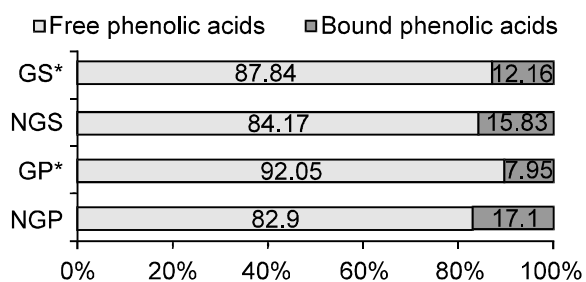 Free phenolic acids Bound phenolic acids
GS* 87.84 12.16
NGS 84.17 15.83
GP* 92.05 7.95
NGP 82.9 17.1
0% 20% 40% 60% 80% 100%